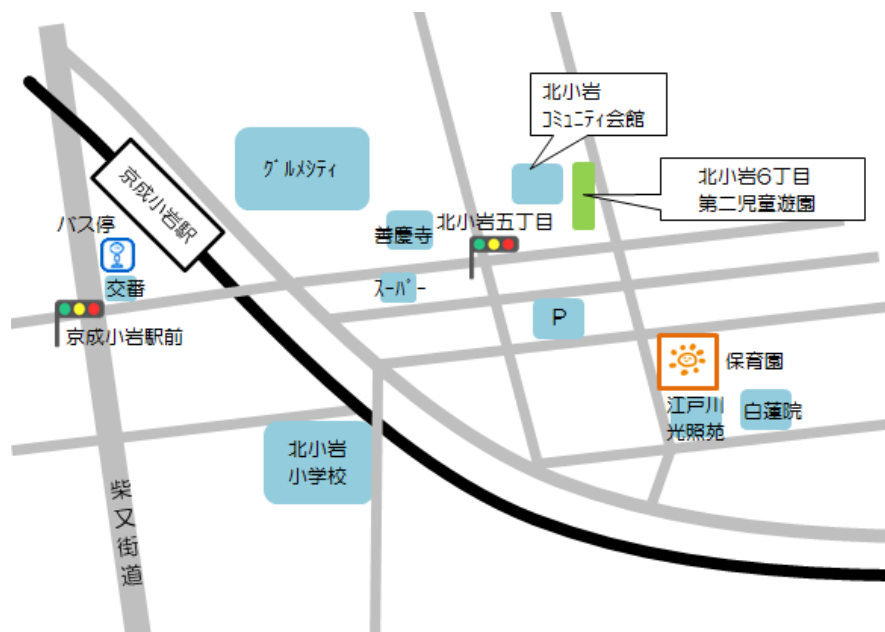 北小岩
ｺﾐｭﾆﾃｨ会館
ｸﾞﾙﾒｼﾃｨ
京成小岩駅
北小岩6丁目
第二児童遊園
バス停
善慶寺
北小岩五丁目
交番
ｽｰﾊﾟｰ
P
京成小岩駅前
保育園
江戸川
光照苑
白蓮院
北小岩
小学校
柴又街道